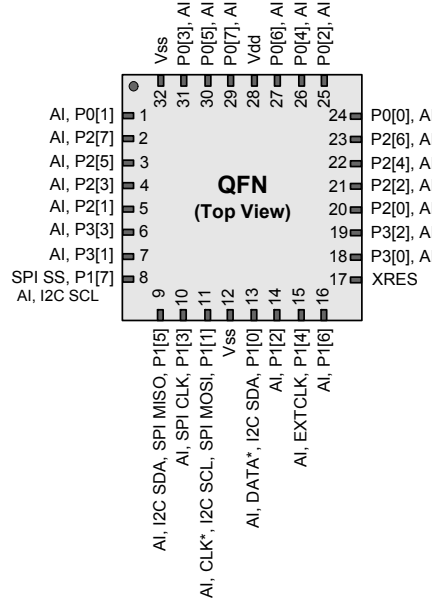 Vss
P0[3], AI
P0[5], AI
P0[7], AI
Vdd
P0[6], AI
P0[4], AI
P0[2], AI
32
31
30
29
28
27
26
25
AI, P0[1] 1
AI, P2[7] 2
AI, P2[5] 3
AI, P2[3] 4
AI, P2[1] 5
AI, P3[3] 6
AI, P3[1] 7
SPI SS, P1[7] 8
AI, I2C SCL
QFN
(Top View)
24 P0[0], AI
23 P2[6], AI
22 P2[4], AI
21 P2[2], AI
20 P2[0], AI
19 P3[2], AI
18 P3[0], AI
17 XRES
9
10
11
12
13
14
15
16
AI, I2C SDA, SPI MISO, P1[5]
AI, SPI CLK, P1[3]
AI, CLK*, I2C SCL, SPI MOSI, P1[1]
Vss
AI, DATA*, I2C SDA, P1[0]
AI, P1[2]
AI, EXTCLK, P1[4]
AI, P1[6]